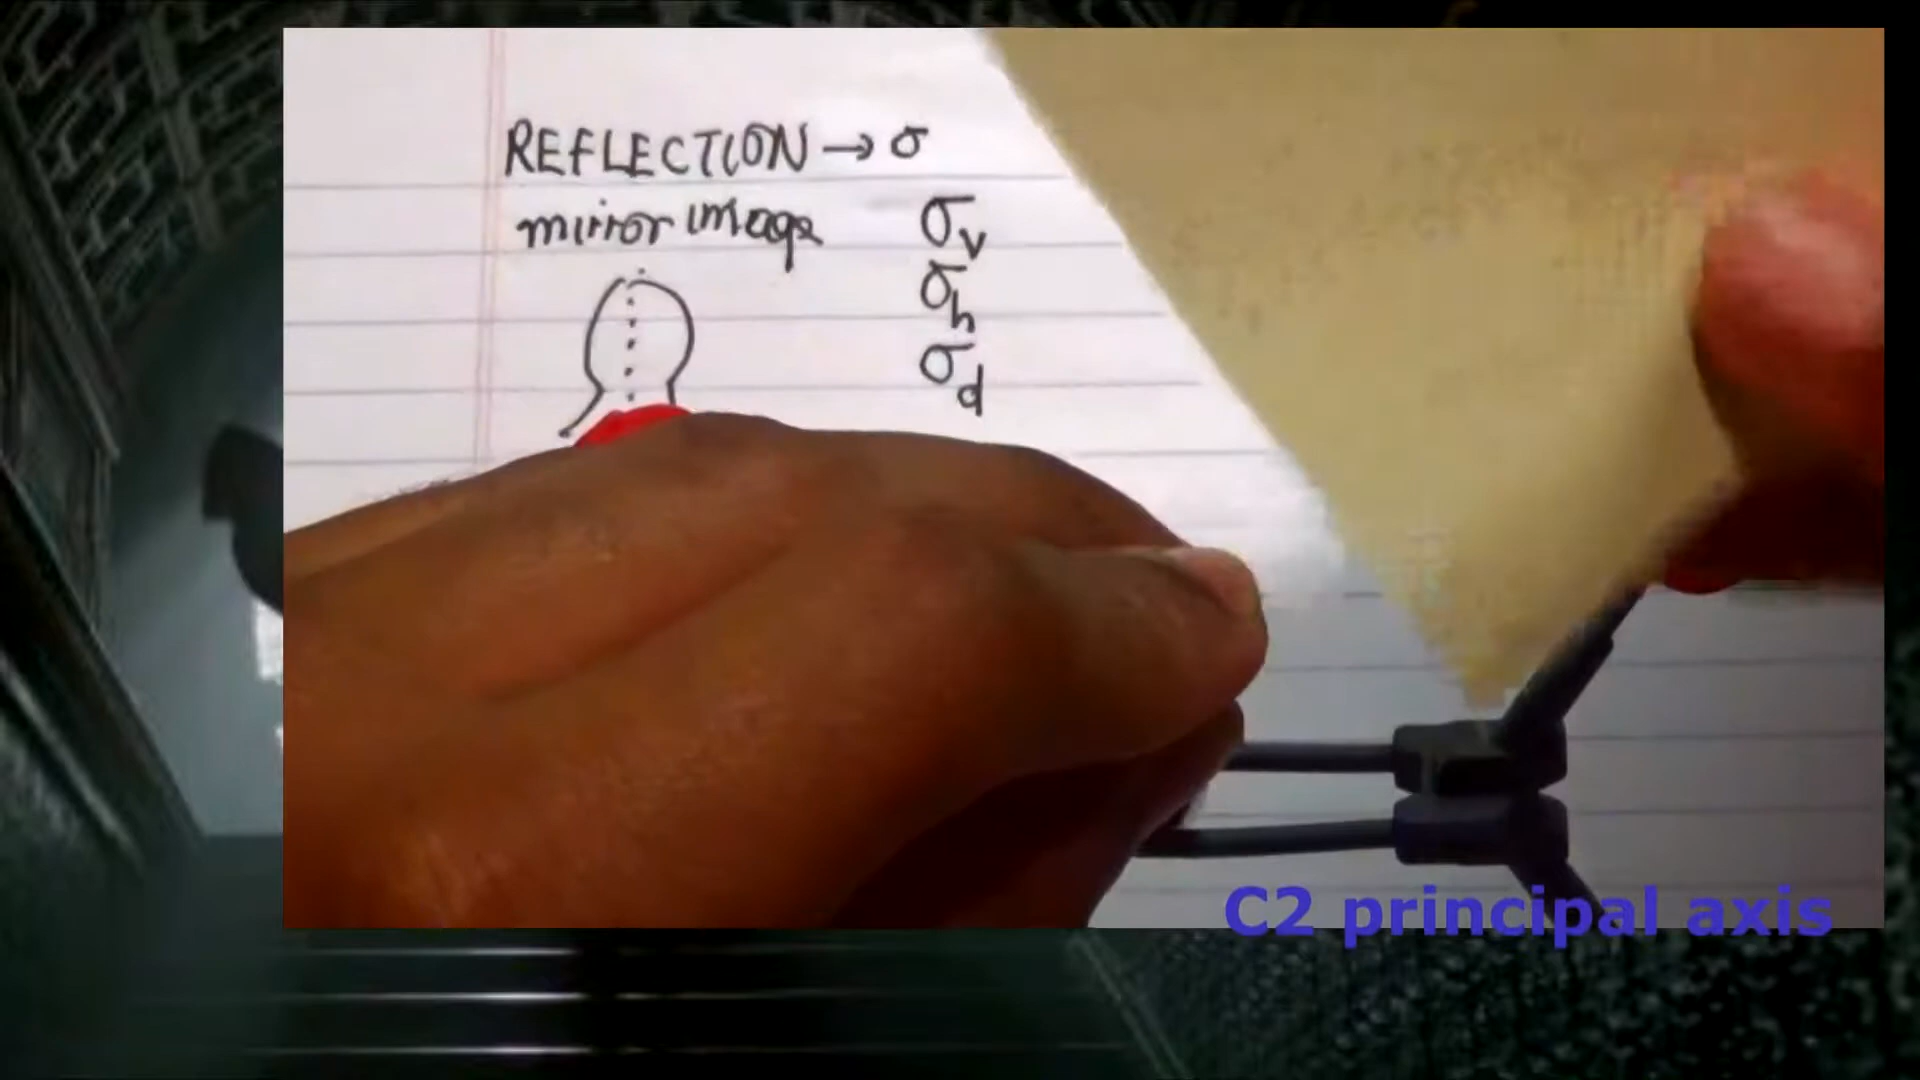 REFLECTION → σ
mirror image
σv
σh
σd
C2 principal axis